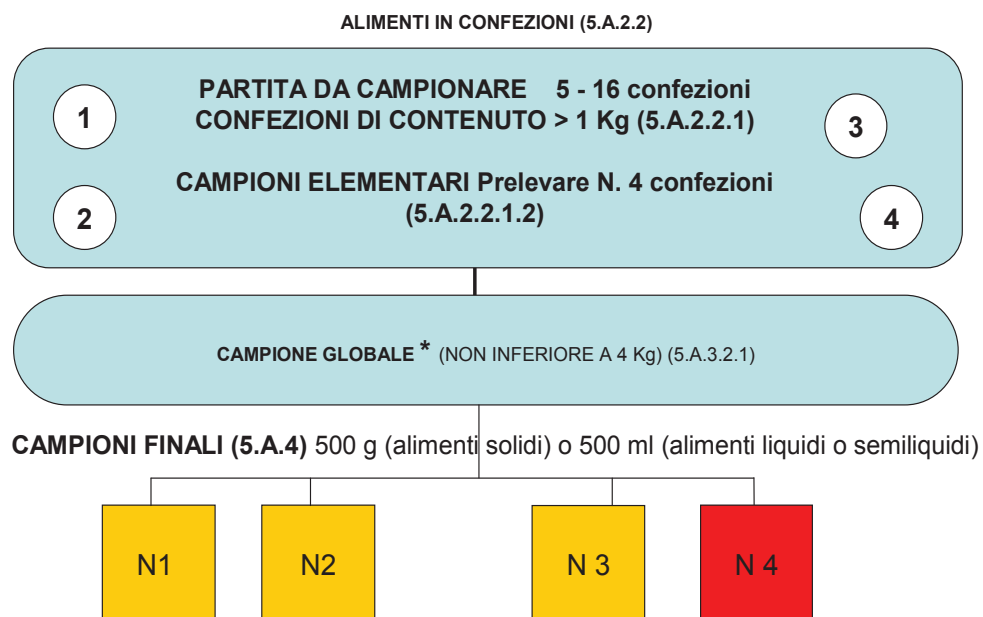 ALIMENTI IN CONFEZIONI (5.A.2.2)
PARTITA DA CAMPIONARE 5 - 16 confezioni
CONFEZIONI DI CONTENUTO > 1 Kg (5.A.2.2.1)
1
3
CAMPIONI ELEMENTARI Prelevare N. 4 confezioni
(5.A.2.2.1.2)
2
4
CAMPIONE GLOBALE * (NON INFERIORE A 4 Kg) (5.A.3.2.1)
CAMPIONI FINALI (5.A.4) 500 g (alimenti solidi) o 500 ml (alimenti liquidi o semiliquidi)
N1
N2
N 3
N 4